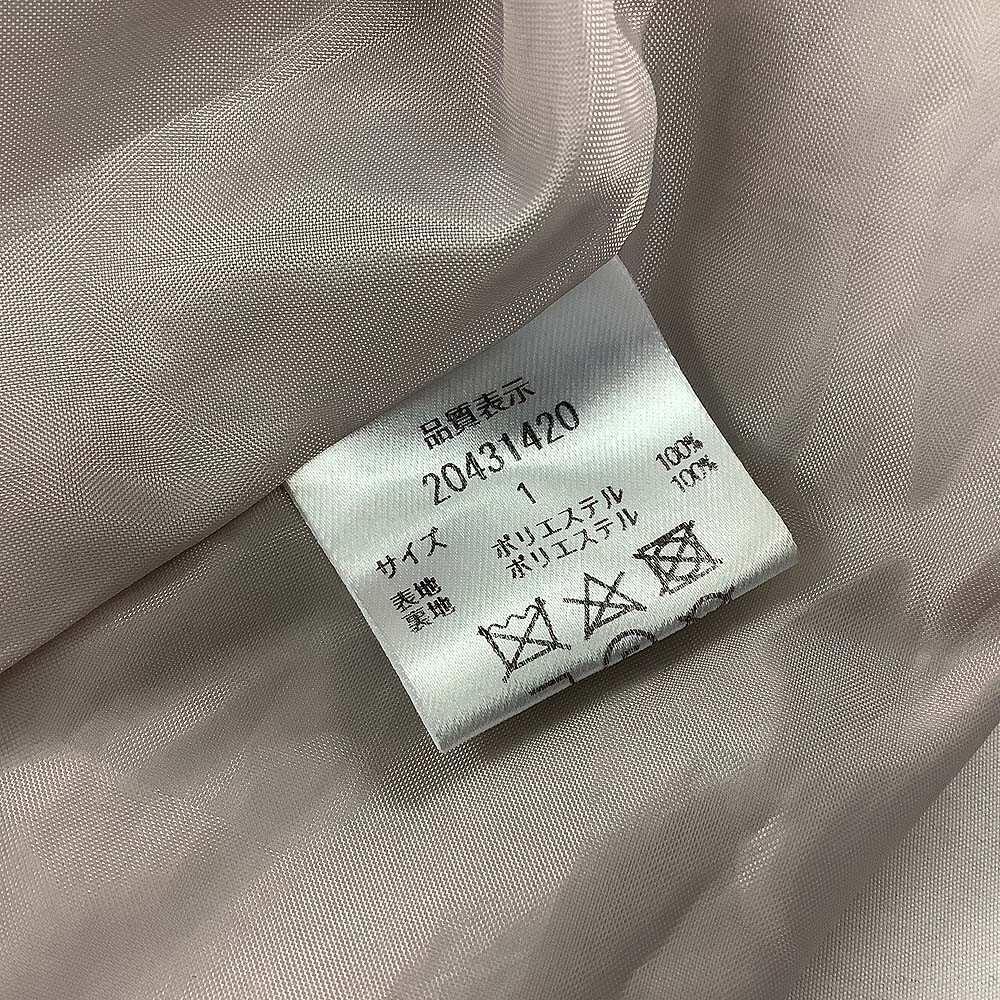 品質表示
20431420
サイズ 1
表地 ポリエステル 100%
裏地 ポリエステル 100%